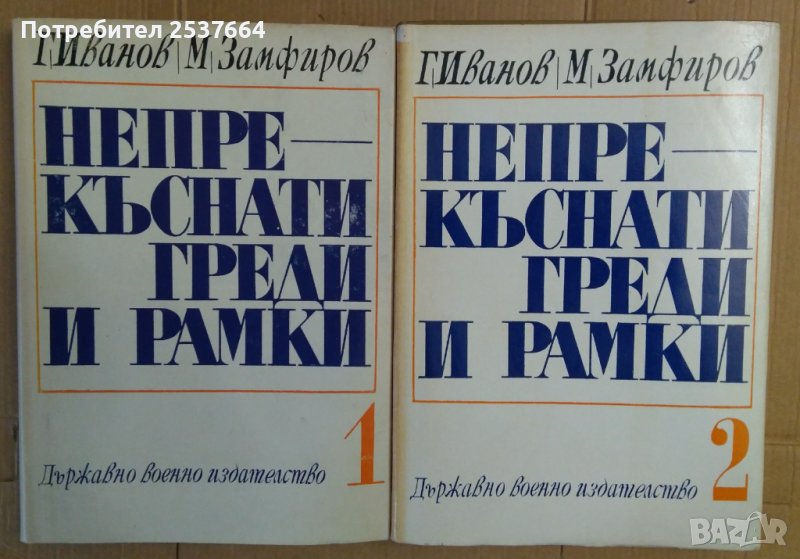 Потребител 2537664
Г. Иванов | М. Замфиров
НЕПРЕ—
КЪСНАТИ
ГРЕДИ
И РАМКИ
1
Държавно военно издателство
Г. Иванов | М. Замфиров
НЕПРЕ—
КЪСНАТИ
ГРЕДИ
И РАМКИ
2
Държавно военно издателство
BAZAR